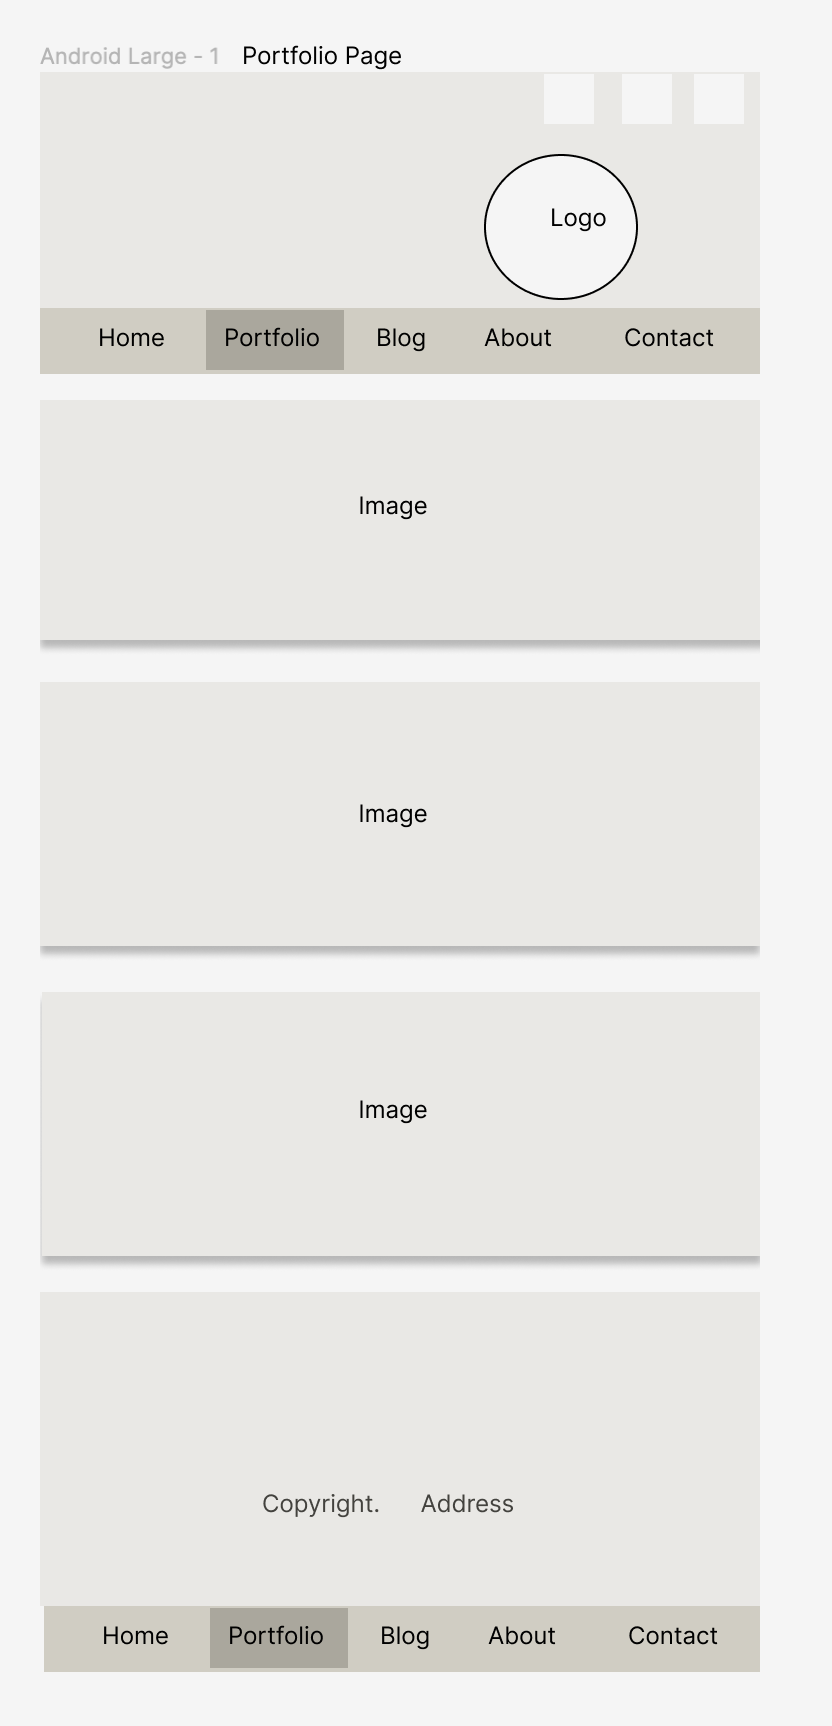 Android Large - 1 Portfolio Page
Logo
Home Portfolio Blog About Contact
Image
Image
Image
Copyright. Address
Home Portfolio Blog About Contact